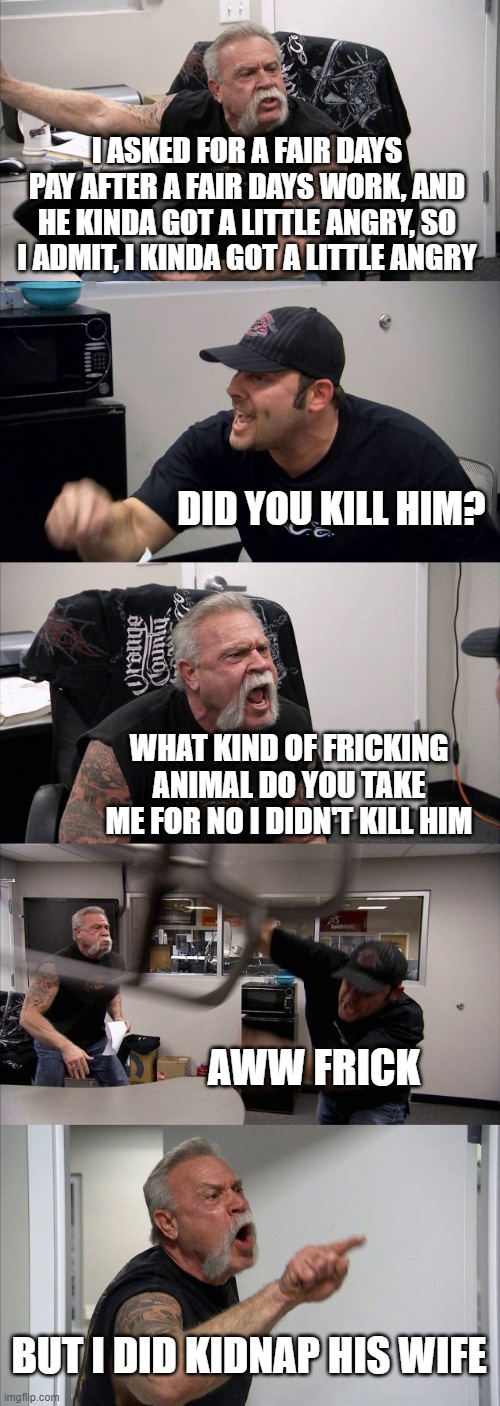 I ASKED FOR A FAIR DAYS
PAY AFTER A FAIR DAYS WORK, AND
HE KINDA GOT A LITTLE ANGRY, SO
I ADMIT, I KINDA GOT A LITTLE ANGRY
DID YOU KILL HIM?
Orange
County
WHAT KIND OF FRICKING
ANIMAL DO YOU TAKE
ME FOR NO I DIDN'T KILL HIM
AWW FRICK
BUT I DID KIDNAP HIS WIFE
imgflip.com